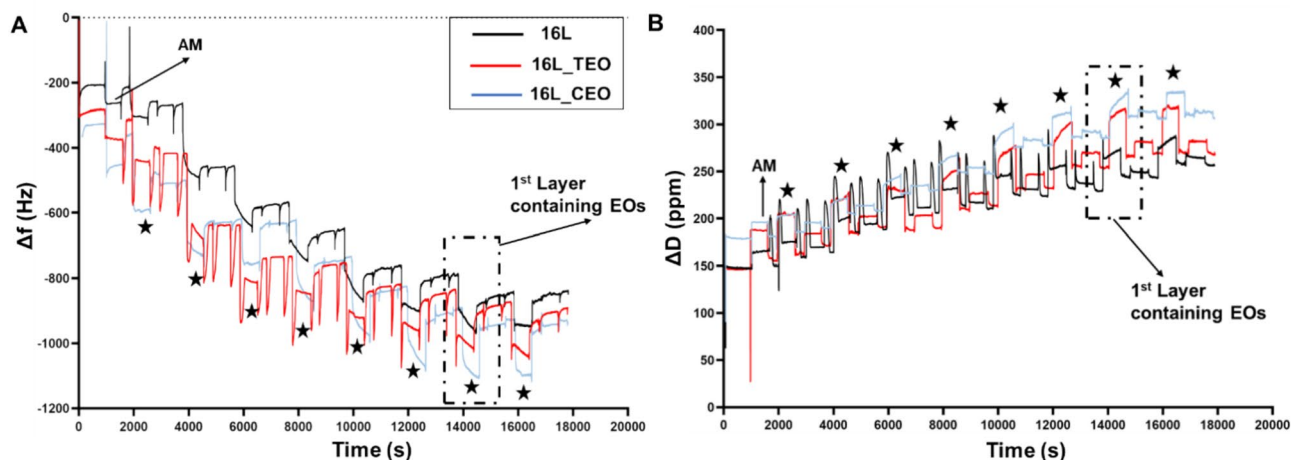 A
AM
16L
16L_TEO
16L_CEO
1st Layer
containing EOs
Δf (Hz)
0
-200
-400
-600
-800
-1000
-1200
0
2000
4000
6000
8000
10000
12000
14000
16000
18000
20000
Time (s)
B
AM
1st Layer
containing EOs
ΔD (ppm)
400
350
300
250
200
150
100
50
0
0
2000
4000
6000
8000
10000
12000
14000
16000
18000
20000
Time (s)